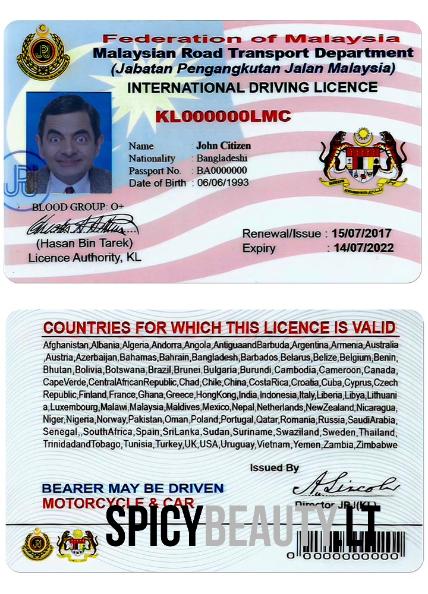 Federation of Malaysia
Malaysian Road Transport Department
(Jabatan Pengangkutan Jalan Malaysia)
INTERNATIONAL DRIVING LICENCE
KL000000LMC
Name : John Citizen
Nationality : Bangladeshi
Passport No. : BA0000000
Date of Birth : 06/06/1993
BLOOD GROUP: O+
(Hasan Bin Tarek)
Licence Authority, KL
Renewal/Issue : 15/07/2017
Expiry : 14/07/2022
COUNTRIES FOR WHICH THIS LICENCE IS VALID
Afghanistan,Albania,Algeria,Andorra,Angola,AntiguaandBarbuda,Argentina,Armenia,Australia
,Austria,Azerbaijan,Bahamas,Bahrain,Bangladesh,Barbados,Belarus,Belize,Belgium,Benin,
Bhutan,Bolivia,Botswana,Brazil,Brunei,Bulgaria,Burundi,Cambodia,Cameroon,Canada,
CapeVerde,CentralAfricanRepublic,Chad,Chile,China,CostaRica,Croatia,Cuba,Cyprus,Czech
Republic,Finland,France,Ghana,Greece,HongKong,India,Indonesia,Italy,Liberia,Libya,Lithuani
a,Luxembourg,Malawi,Malaysia,Maldives,Mexico,Nepal,Netherlands,NewZealand,Nicaragua,
Niger,Nigeria,Norway,Pakistan,Oman,Poland,Portugal,Qatar,Romania,Russia,SaudiArabia,
Senegal,,SouthAfrica,Spain,SriLanka,Sudan,Suriname,Swaziland,Sweden,Thailand,
TrinidadandTobago,Tunisia,Turkey,UK,USA,Uruguay,Vietnam,Yemen,Zambia,Zimbabwe
Issued By
A. Lincoln
BEARER MAY BE DRIVEN
MOTORCYCLE & CAR
Director JPJ(KL)
SPICYBEAUTY.LT